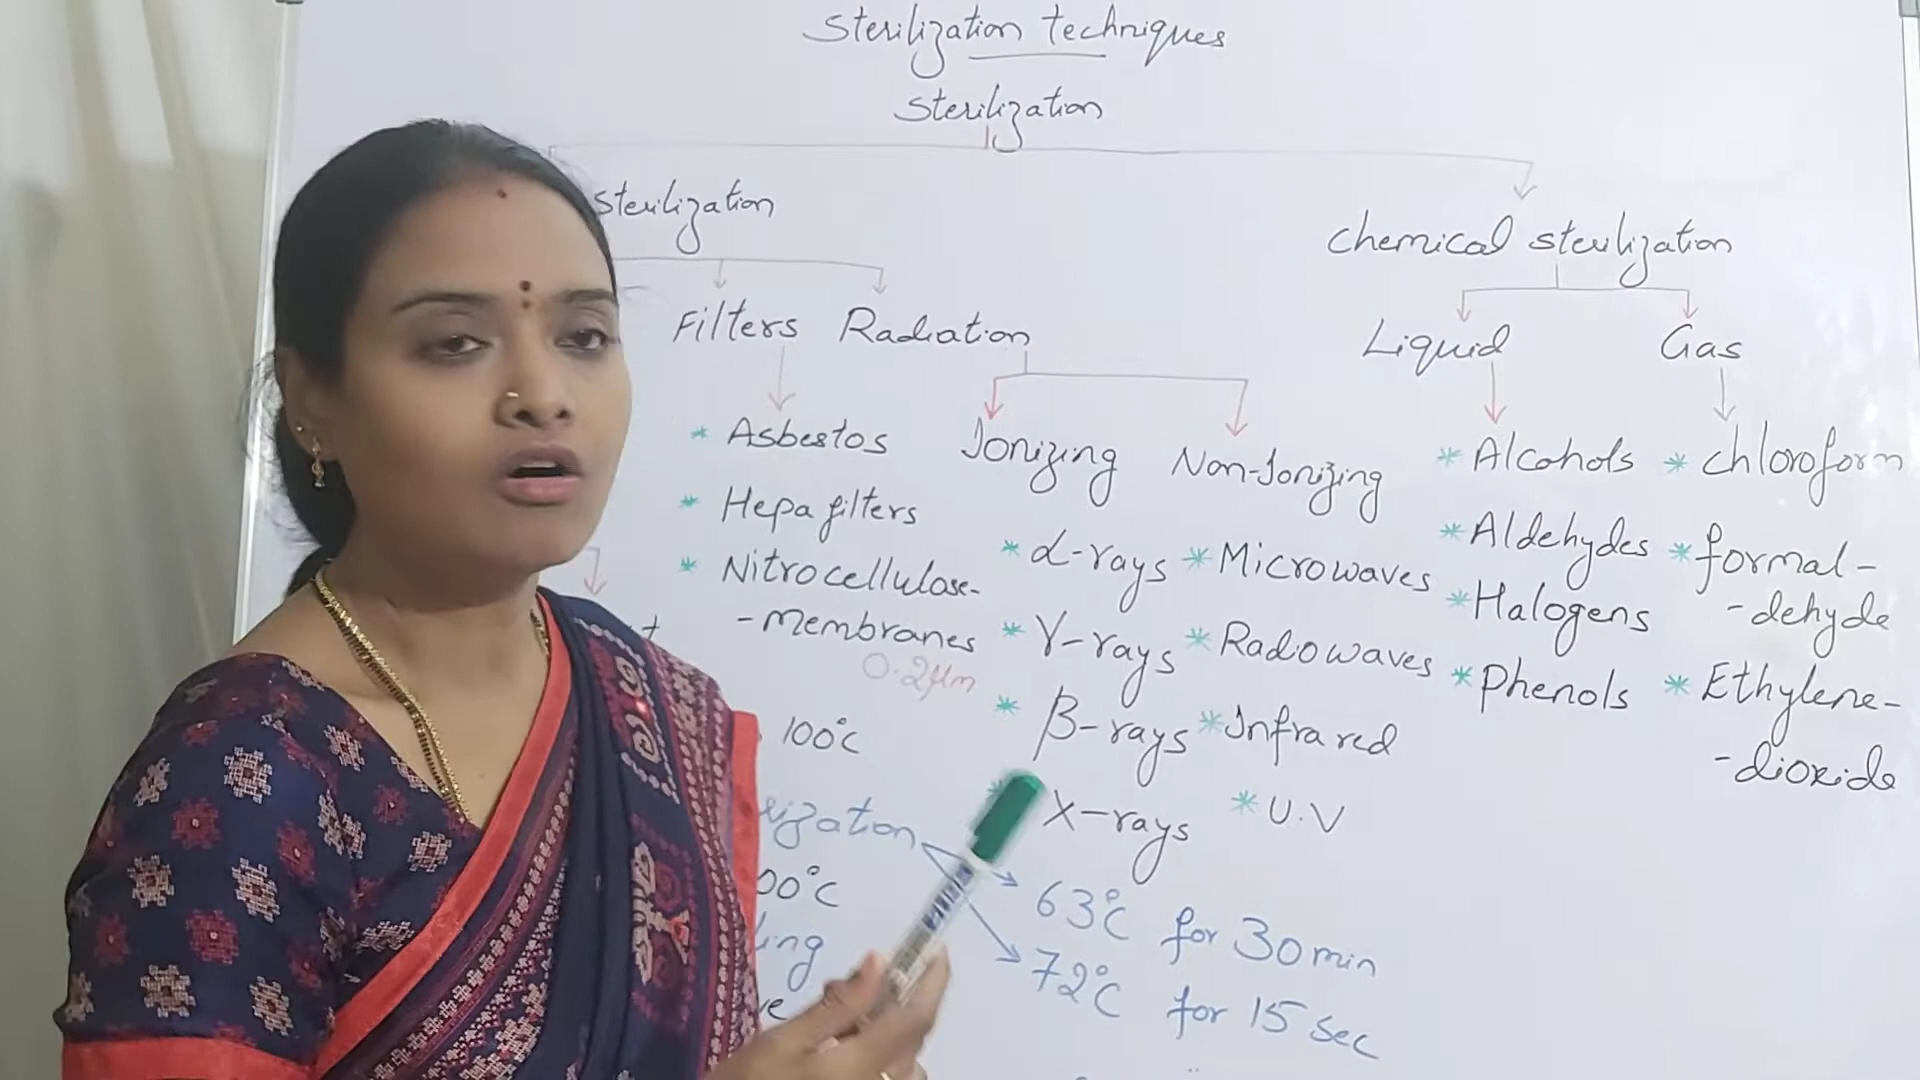 Sterilization techniques
Sterilization
sterilization
chemical sterilization
Filters Radiation
Liquid Gas
* Asbestos
* Hepa filters
* Nitrocellulose-
-membranes
0.2μm
Ionizing
* α-rays
* γ-rays
* β-rays
* X-rays
Non-Ionizing
* Microwaves
* Radiowaves
* Infrared
* U.V
* Alcohols
* Aldehydes
* Halogens
* Phenols
* chloroform
* formal-
-dehyde
* Ethylene-
-dioxide
100°C
63°C for 30 min
72°C for 15 sec